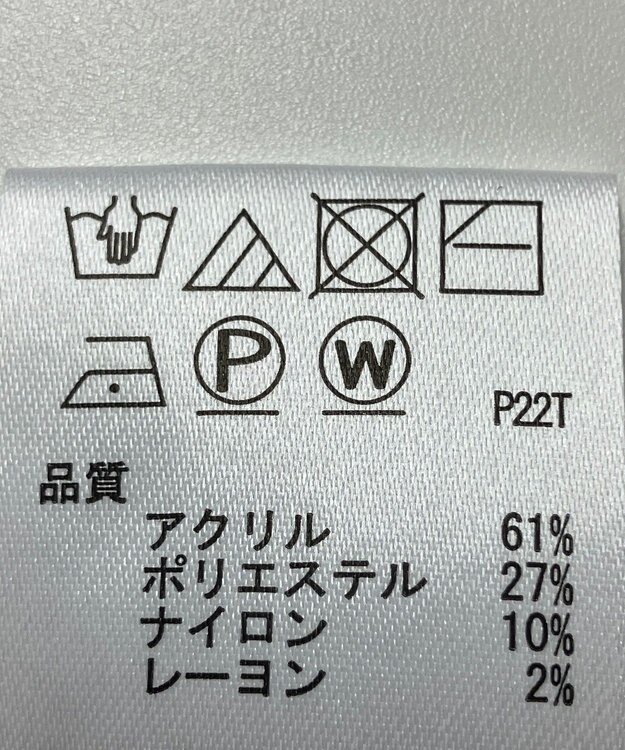 P W
P22T
品質
アクリル 61%
ポリエステル 27%
ナイロン 10%
レーヨン 2%